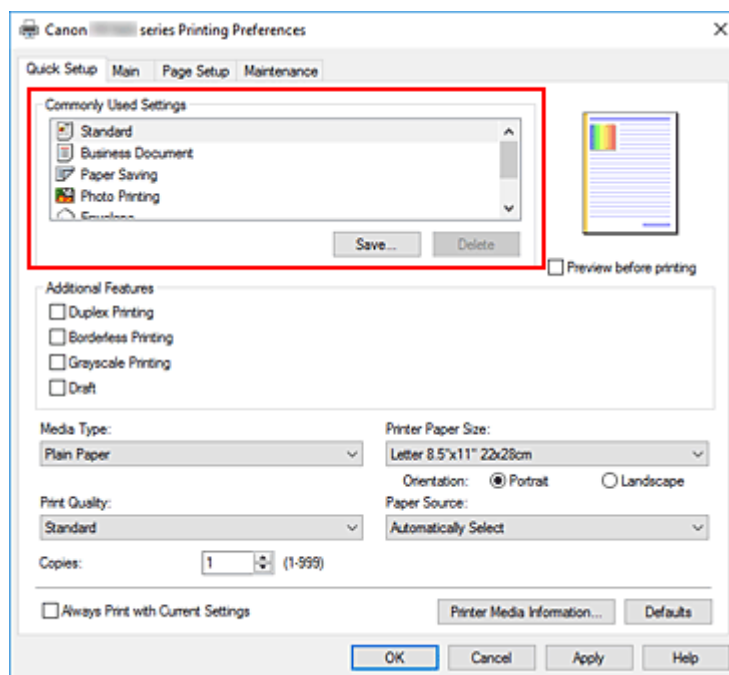 Canon series Printing Preferences
Quick Setup Main Page Setup Maintenance
Commonly Used Settings
Standard
Business Document
Paper Saving
Photo Printing
Save... Delete
Preview before printing
Additional Features
Duplex Printing
Borderless Printing
Grayscale Printing
Draft
Media Type: Printer Paper Size:
Plain Paper Letter 8.5"x11" 22x28cm
Orientation: Portrait Landscape
Print Quality: Paper Source:
Standard Automatically Select
Copies: 1 (1-999)
Always Print with Current Settings Printer Media Information... Defaults
OK Cancel Apply Help